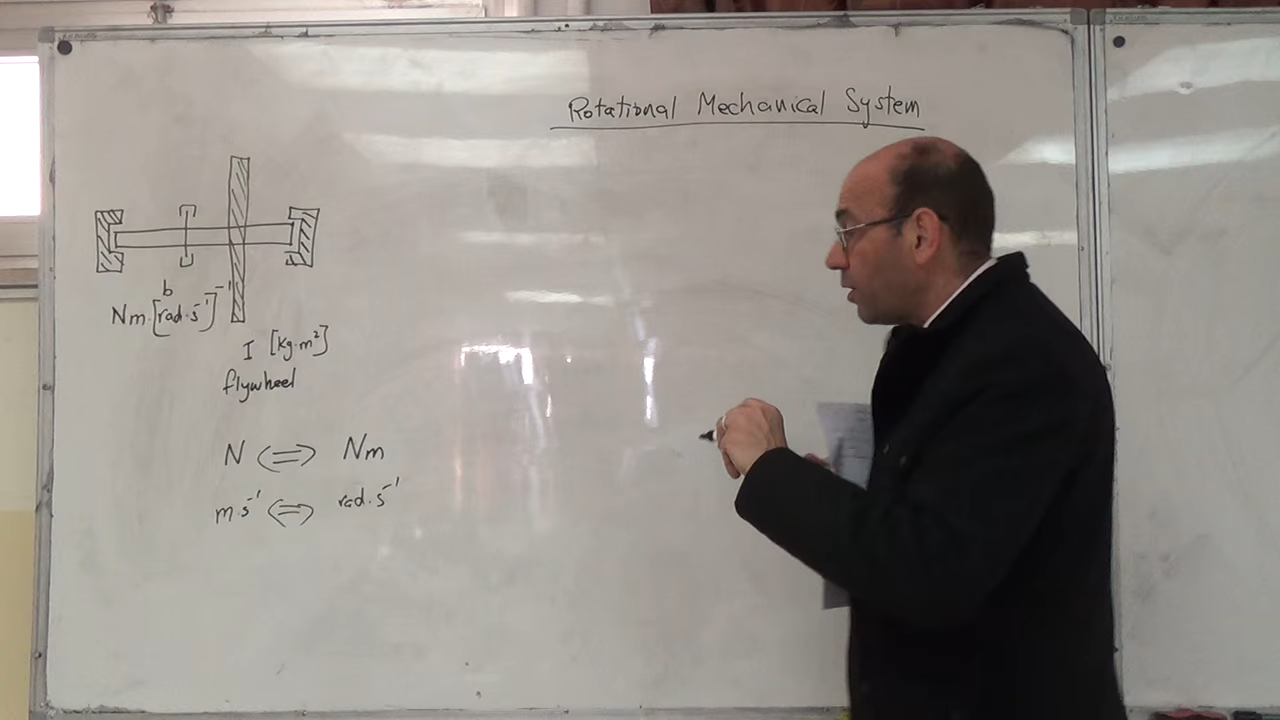 Rotational Mechanical System
b
Nm·[rad·s⁻¹]⁻¹
I [kg·m²]
flywheel
N ⟺ Nm
m·s⁻¹ ⟺ rad·s⁻¹